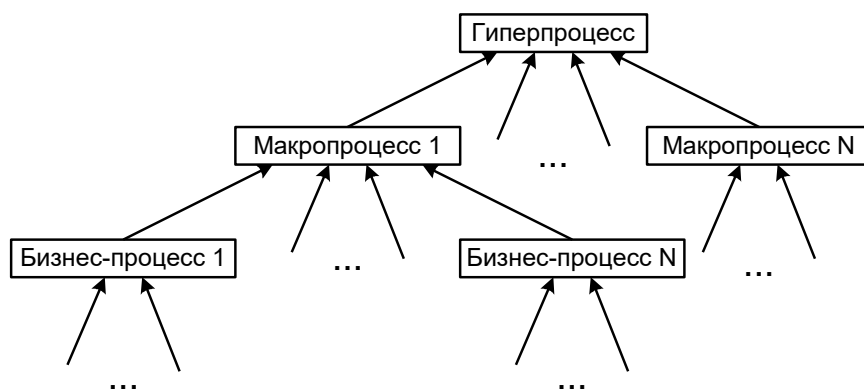 Гиперпроцесс
Макропроцесс 1
...
Макропроцесс N
Бизнес-процесс 1
...
Бизнес-процесс N
...
...
...